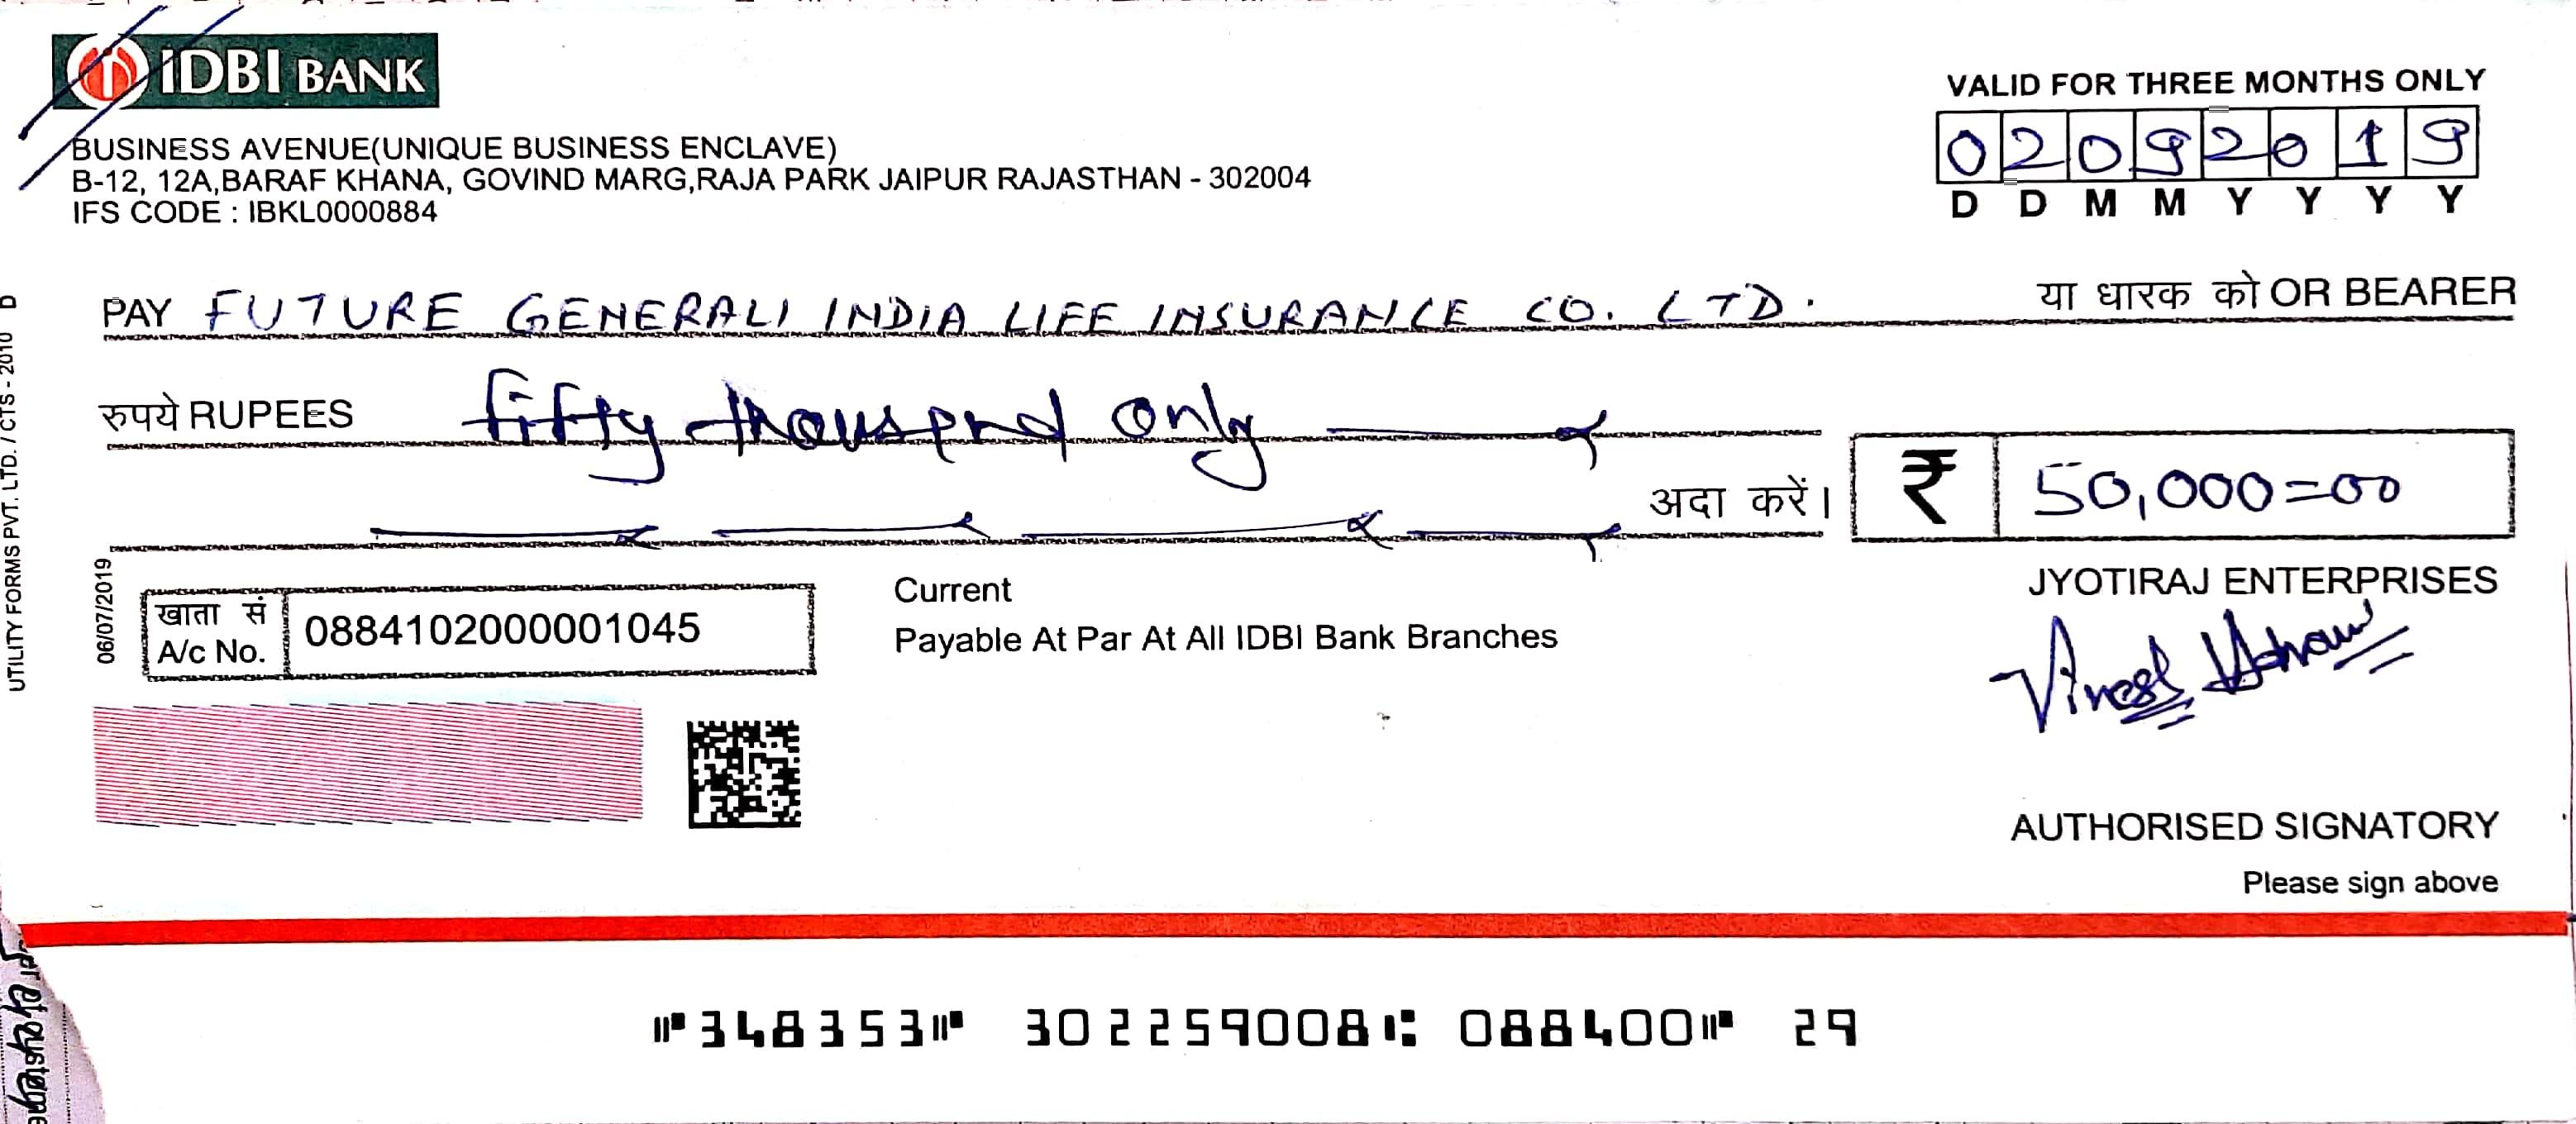 IDBI BANK
BUSINESS AVENUE(UNIQUE BUSINESS ENCLAVE)
B-12, 12A,BARAF KHANA, GOVIND MARG,RAJA PARK JAIPUR RAJASTHAN - 302004
IFS CODE : IBKL0000884
VALID FOR THREE MONTHS ONLY
0 2 0 9 2 0 1 9
D D M M Y Y Y Y
PAY FUTURE GENERALI INDIA LIFE INSURANCE CO. LTD. या धारक को OR BEARER
रुपये RUPEES fifty thousand only
अदा करें। ₹ 50,000=00
UTILITY FORMS PVT. LTD. / CTS - 2010 D
06/07/2019
खाता सं
A/c No. 0884102000001045
Current
Payable At Par At All IDBI Bank Branches
JYOTIRAJ ENTERPRISES
AUTHORISED SIGNATORY
Please sign above
⑈348353⑈ 302259008⑆ 088400⑈ 29